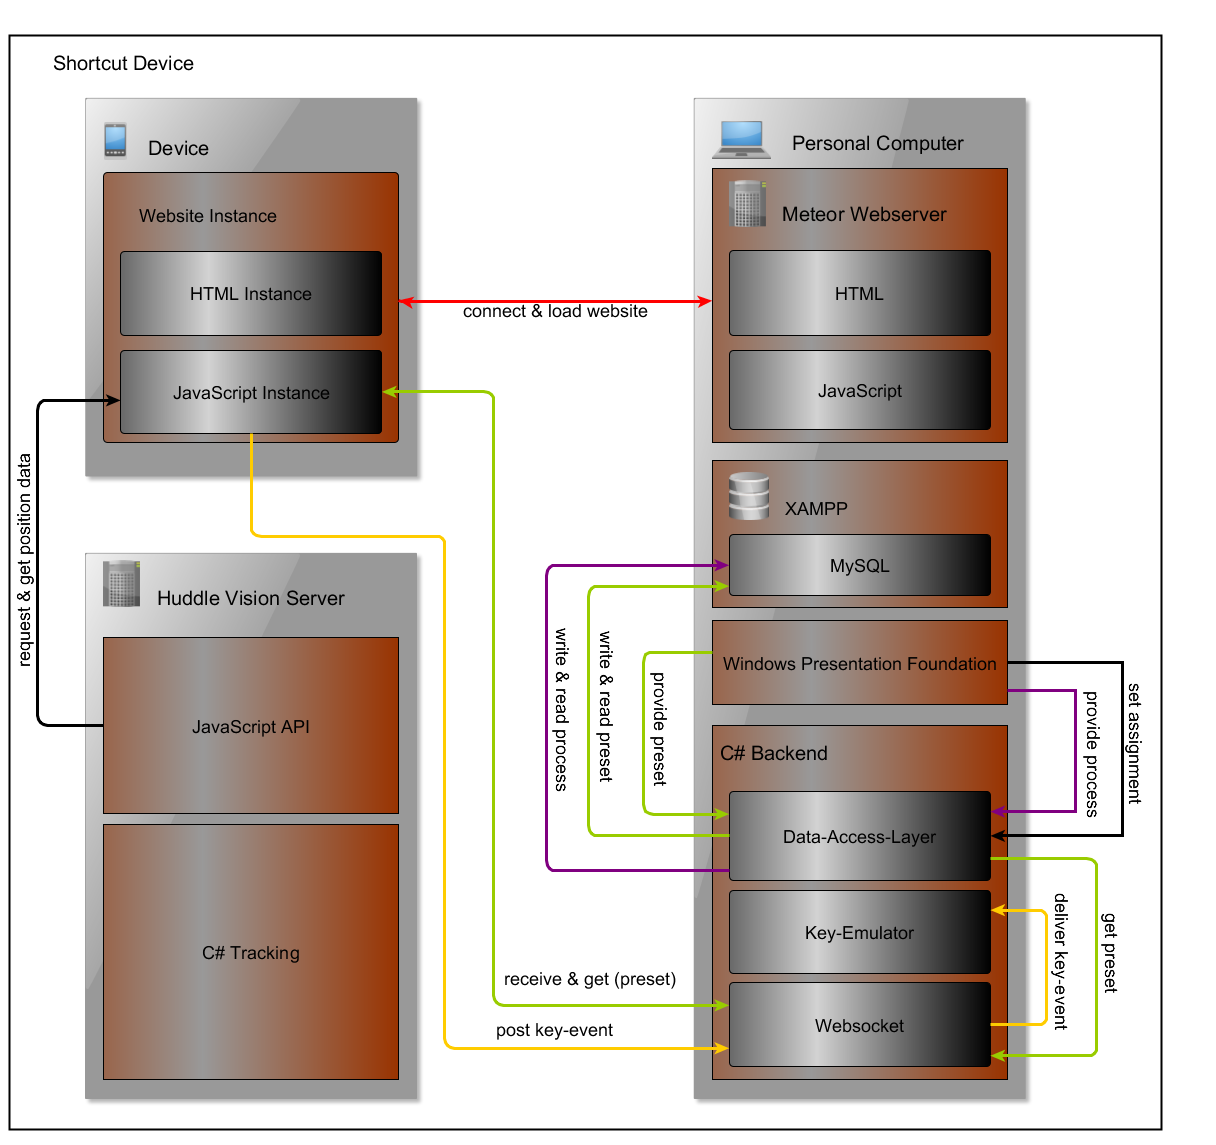 Shortcut Device
Device
Website Instance
HTML Instance
JavaScript Instance
request & get position data
Huddle Vision Server
JavaScript API
C# Tracking
connect & load website
Personal Computer
Meteor Webserver
HTML
JavaScript
XAMPP
MySQL
Windows Presentation Foundation
write & read process
write & read preset
provide preset
provide process
set assignment
C# Backend
Data-Access-Layer
Key-Emulator
Websocket
deliver key-event
get preset
receive & get (preset)
post key-event